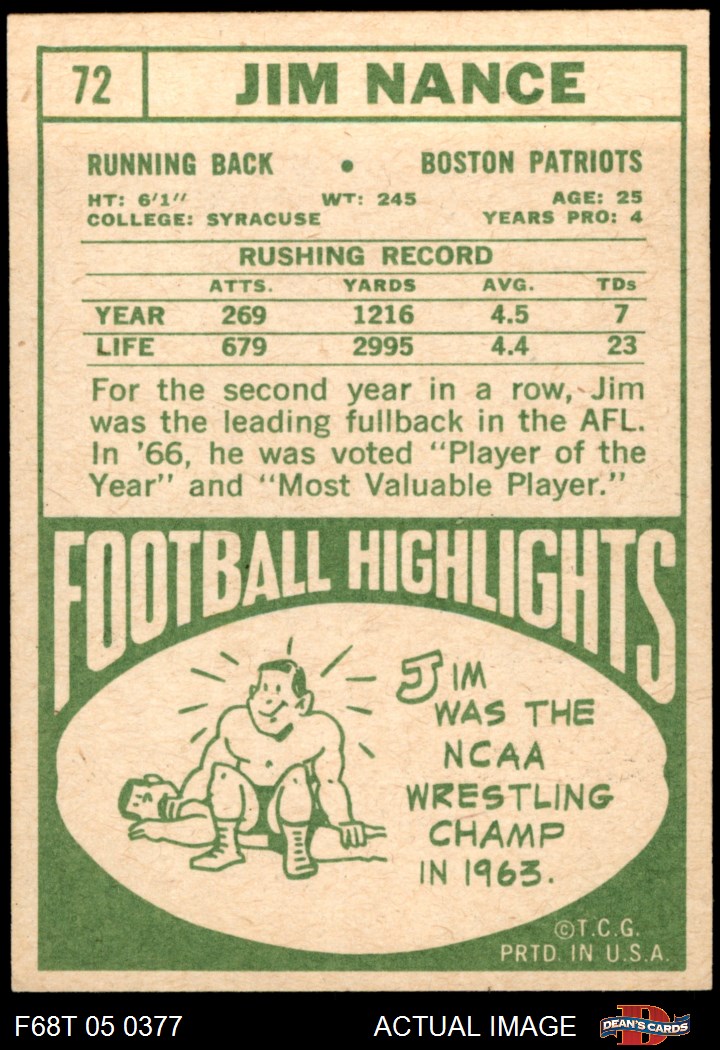 72 JIM NANCE
RUNNING BACK • BOSTON PATRIOTS
HT: 6'1" WT: 245 AGE: 25
COLLEGE: SYRACUSE YEARS PRO: 4
RUSHING RECORD
ATTS. YARDS AVG. TDs
YEAR 269 1216 4.5 7
LIFE 679 2995 4.4 23
For the second year in a row, Jim
was the leading fullback in the AFL.
In '66, he was voted "Player of the
Year" and "Most Valuable Player."
FOOTBALL HIGHLIGHTS
JIM
WAS THE
NCAA
WRESTLING
CHAMP
IN 1963.
©T.C.G.
PRTD. IN U.S.A.
F68T 05 0377 ACTUAL IMAGE D DEAN'S CARDS